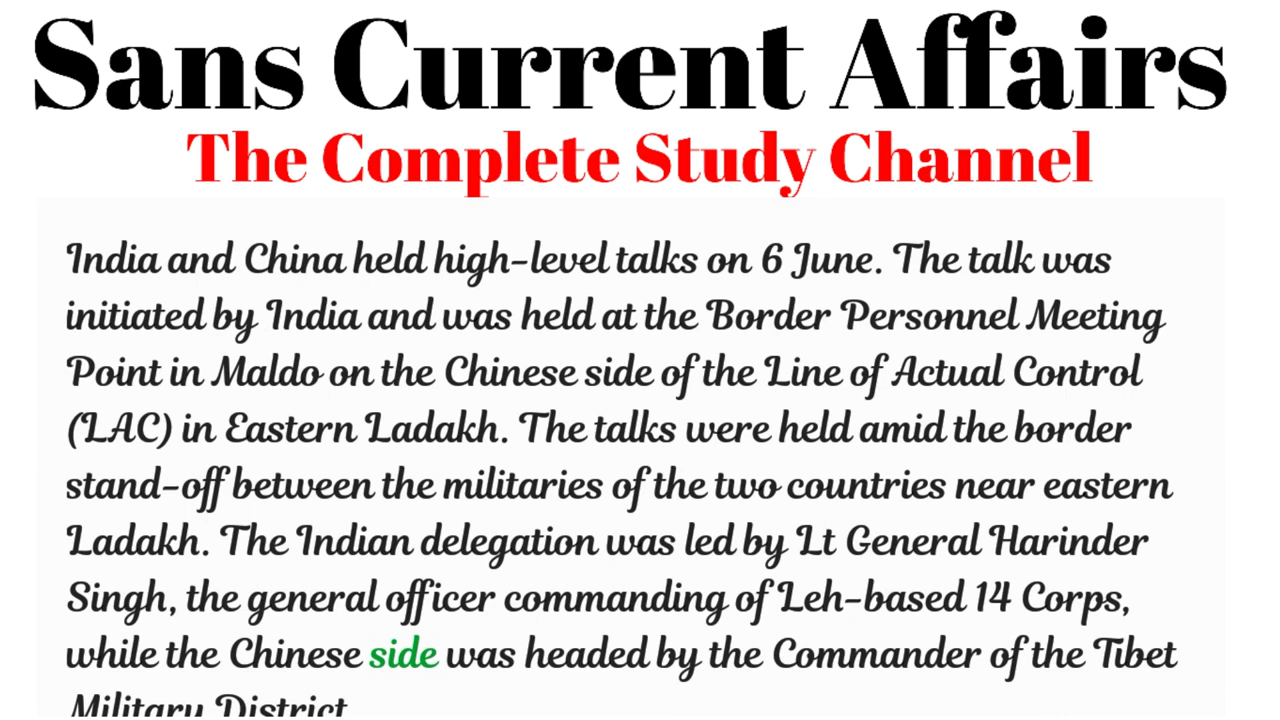 Sans Current Affairs
The Complete Study Channel
India and China held high-level talks on 6 June. The talk was
initiated by India and was held at the Border Personnel Meeting
Point in Maldo on the Chinese side of the Line of Actual Control
(LAC) in Eastern Ladakh. The talks were held amid the border
stand-off between the militaries of the two countries near eastern
Ladakh. The Indian delegation was led by Lt General Harinder
Singh, the general officer commanding of Leh-based 14 Corps,
while the Chinese side was headed by the Commander of the Tibet
Military District